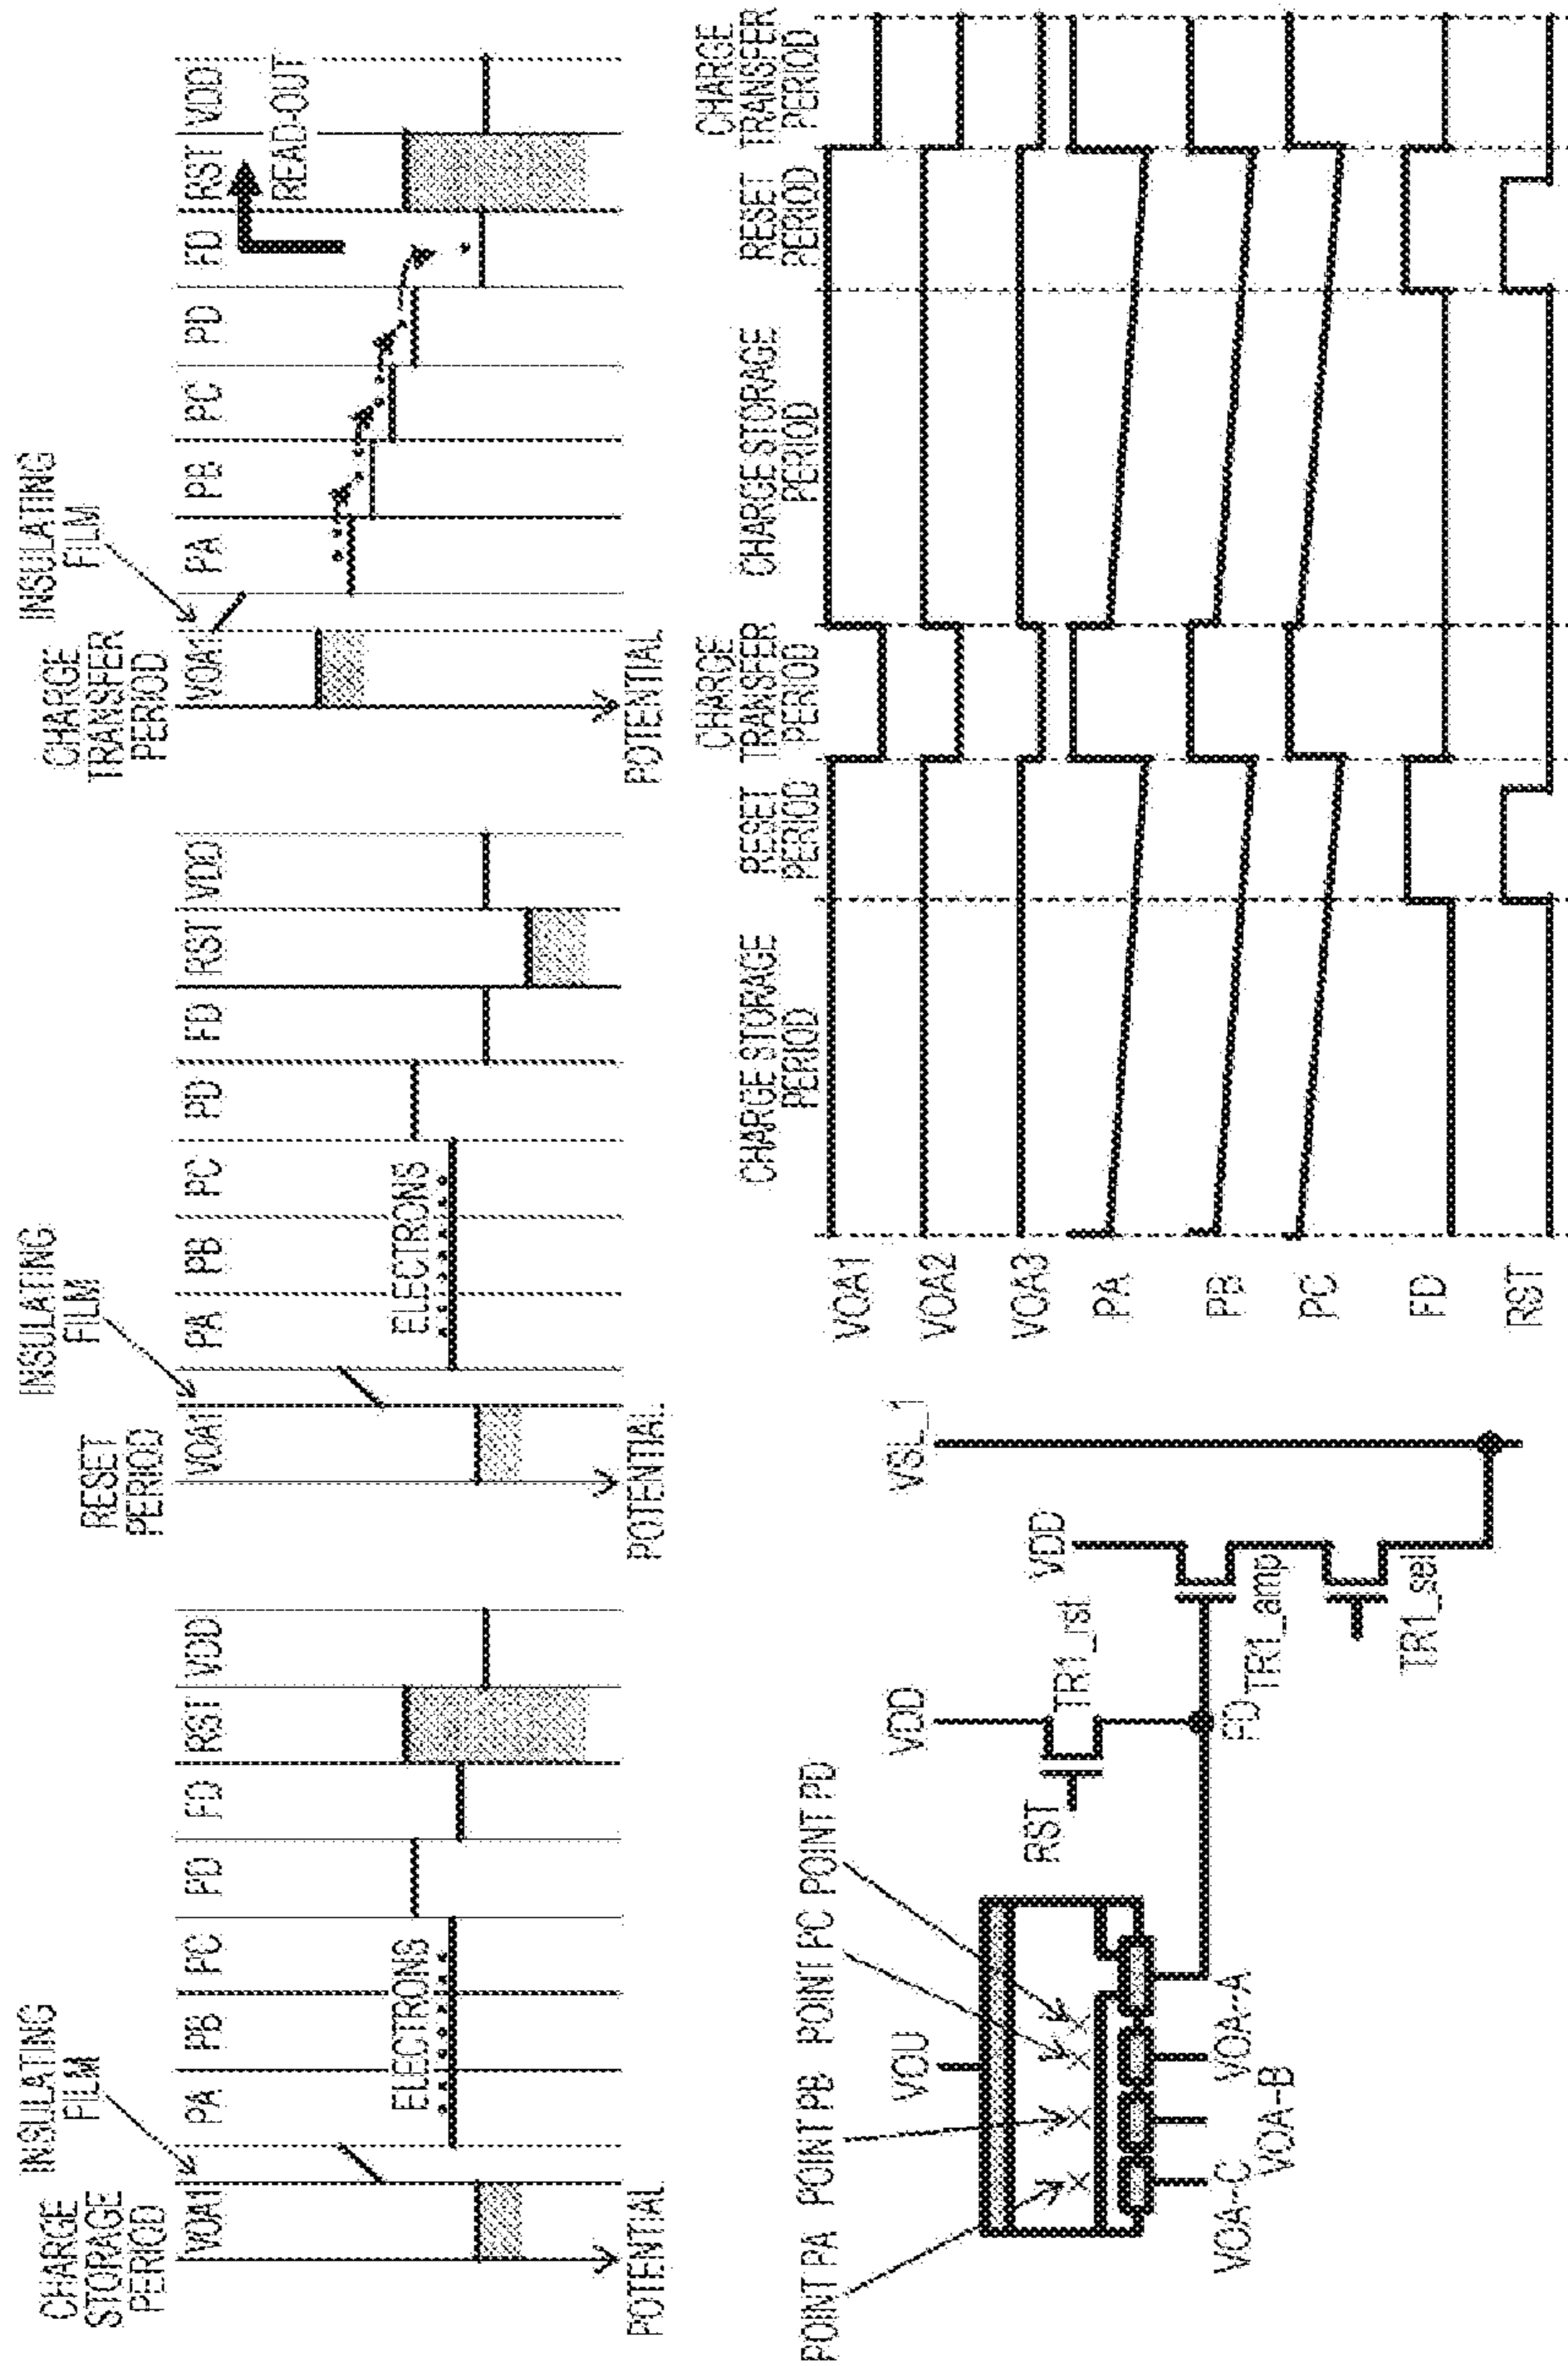 CHARGE
STORAGE
PERIOD
INSULATING
FILM
VOA1
PA
PB
PC
PD
FD
RST
VDD
ELECTRONS
POTENTIAL
RESET
PERIOD
INSULATING
FILM
VOA1
PA
PB
PC
PD
FD
RST
VDD
ELECTRONS
POTENTIAL
CHARGE
TRANSFER
PERIOD
INSULATING
FILM
VOA1
PA
PB
PC
PD
FD
RST
VDD
READ-OUT
POTENTIAL
POINT PA
POINT PB
POINT PC
POINT PD
VOU
VOA-C
VOA-B
VOA-A
RST
VDD
TR1_rst
FD
VDD
TR1_amp
TR1_sel
VSL_1
CHARGE STORAGE
PERIOD
RESET
PERIOD
CHARGE
TRANSFER
PERIOD
CHARGE STORAGE
PERIOD
RESET
PERIOD
CHARGE
TRANSFER
PERIOD
VOA1
VOA2
VOA3
PA
PB
PC
FD
RST